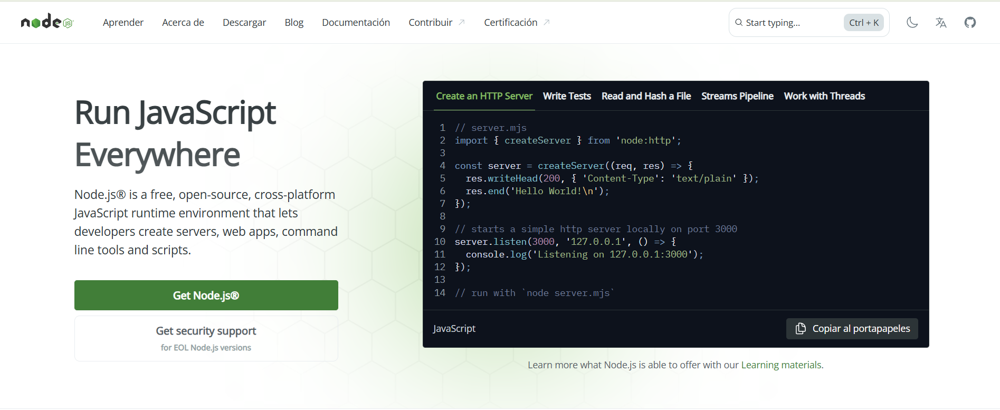 node JS
Aprender
Acerca de
Descargar
Blog
Documentación
Contribuir
Certificación
Start typing...
Ctrl + K
Run JavaScript
Everywhere
Node.js® is a free, open-source, cross-platform
JavaScript runtime environment that lets
developers create servers, web apps, command
line tools and scripts.
Get Node.js®
Get security support
for EOL Node.js versions
Create an HTTP Server
Write Tests
Read and Hash a File
Streams Pipeline
Work with Threads
1 // server.mjs
2 import { createServer } from 'node:http';
3
4 const server = createServer((req, res) => {
5   res.writeHead(200, { 'Content-Type': 'text/plain' });
6   res.end('Hello World!\n');
7 });
8
9 // starts a simple http server locally on port 3000
10 server.listen(3000, '127.0.0.1', () => {
11   console.log('Listening on 127.0.0.1:3000');
12 });
13
14 // run with `node server.mjs`
JavaScript
Copiar al portapapeles
Learn more what Node.js is able to offer with our Learning materials.